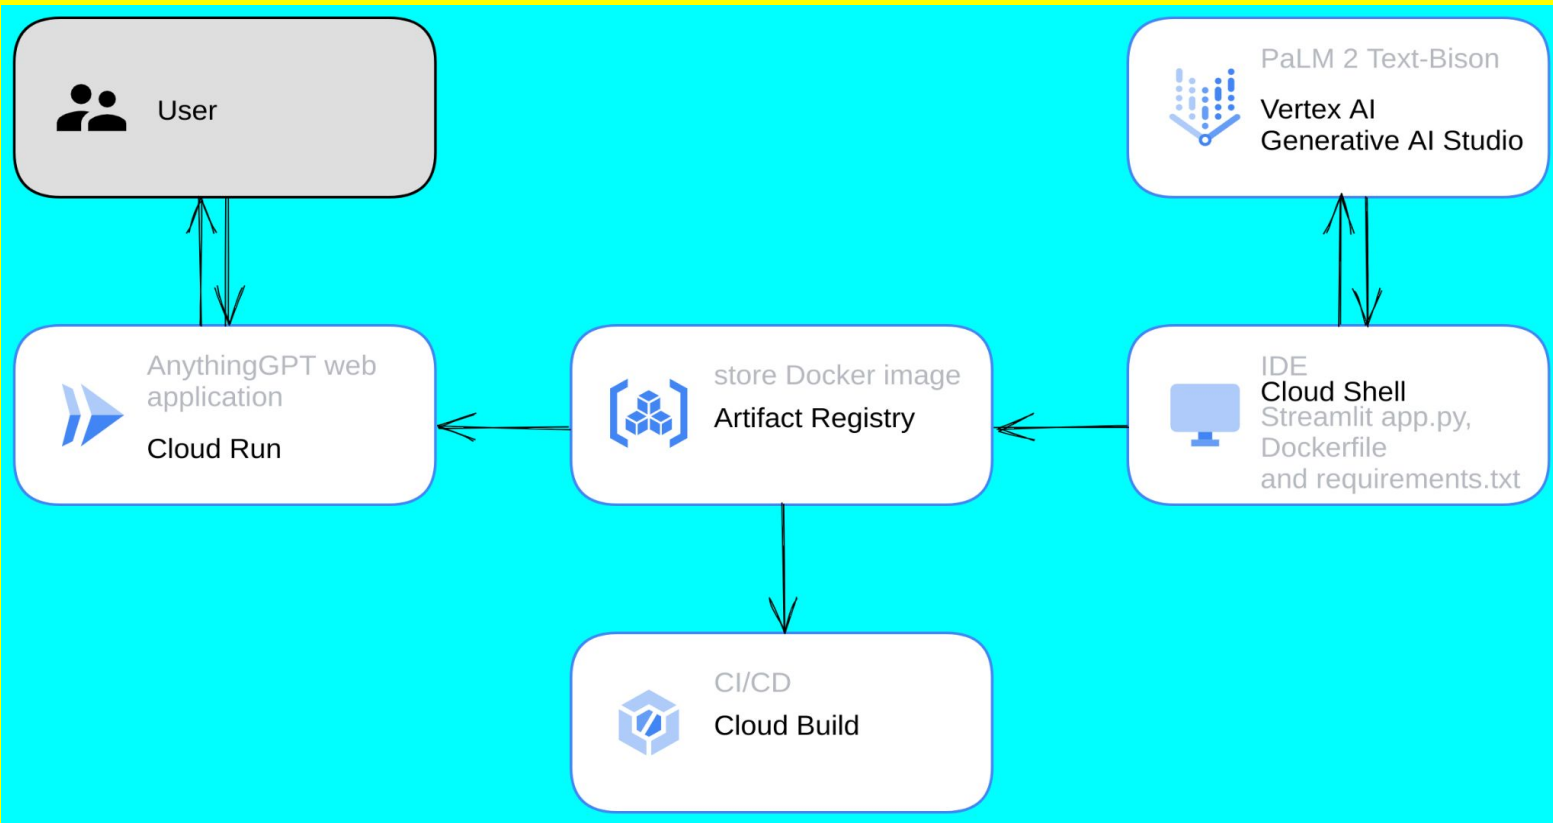 User
PaLM 2 Text-Bison
Vertex AI
Generative AI Studio
AnythingGPT web
application
Cloud Run
store Docker image
Artifact Registry
IDE
Cloud Shell
Streamlit app.py,
Dockerfile
and requirements.txt
CI/CD
Cloud Build